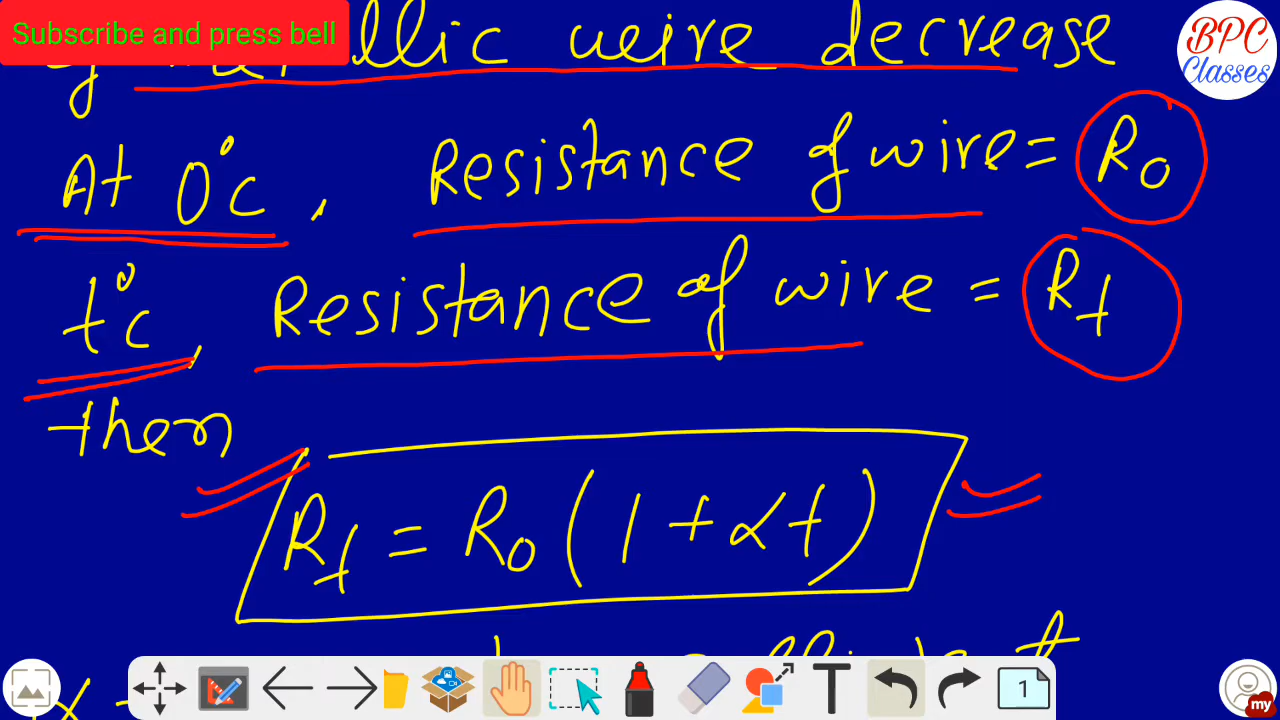 Subscribe and press bell
BPC
Classes
metallic wire decrease
At 0°c, Resistance of wire = R₀
t°c, Resistance of wire = Rₜ
then
Rₜ = R₀ (1 + αt)
1
my